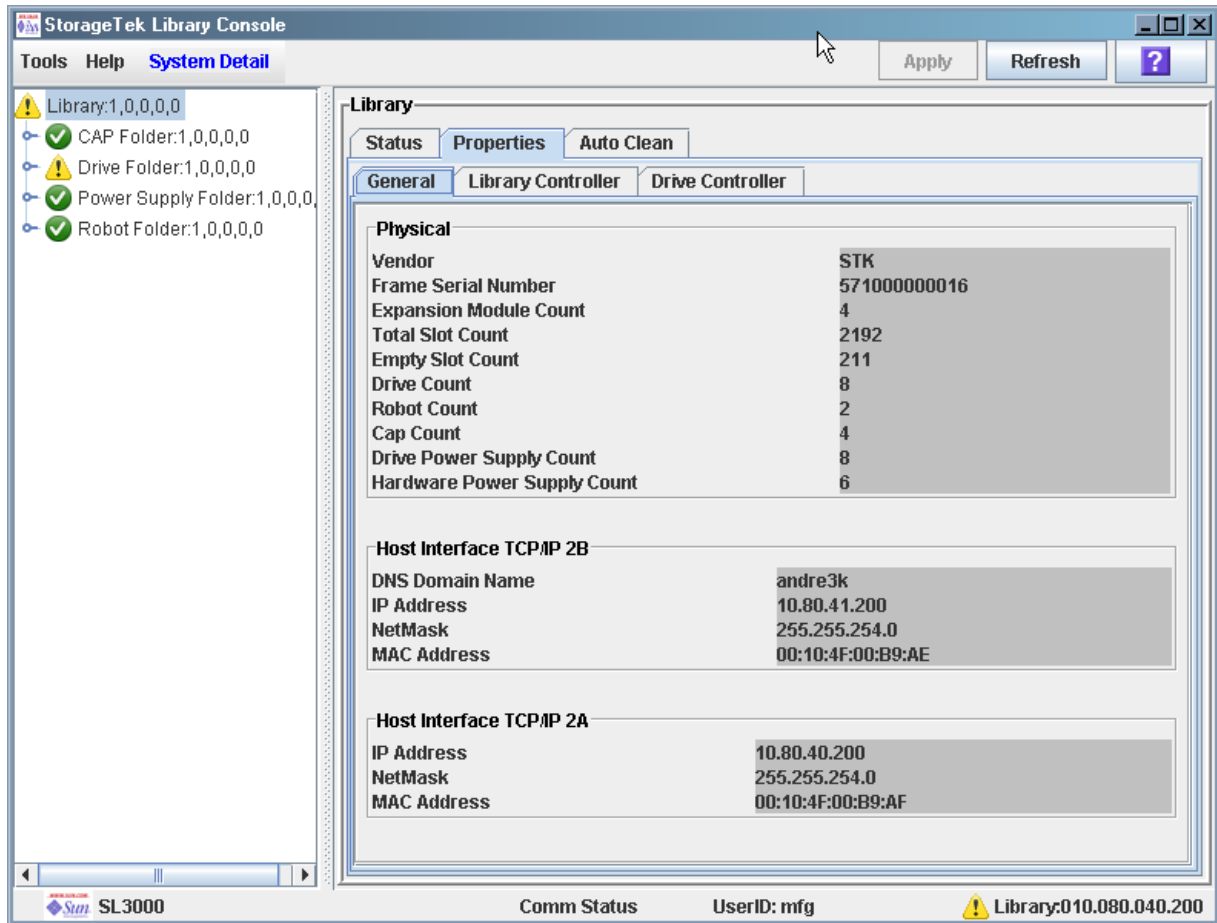 StorageTek Library Console
Tools Help System Detail Apply Refresh ?
Library:1,0,0,0,0
CAP Folder:1,0,0,0,0
Drive Folder:1,0,0,0,0
Power Supply Folder:1,0,0,0,
Robot Folder:1,0,0,0,0
Library
Status Properties Auto Clean
General Library Controller Drive Controller
Physical
Vendor STK
Frame Serial Number 571000000016
Expansion Module Count 4
Total Slot Count 2192
Empty Slot Count 211
Drive Count 8
Robot Count 2
Cap Count 4
Drive Power Supply Count 8
Hardware Power Supply Count 6
Host Interface TCP/IP 2B
DNS Domain Name andre3k
IP Address 10.80.41.200
NetMask 255.255.254.0
MAC Address 00:10:4F:00:B9:AE
Host Interface TCP/IP 2A
IP Address 10.80.40.200
NetMask 255.255.254.0
MAC Address 00:10:4F:00:B9:AF
Sun SL3000 Comm Status UserID: mfg Library:010.080.040.200